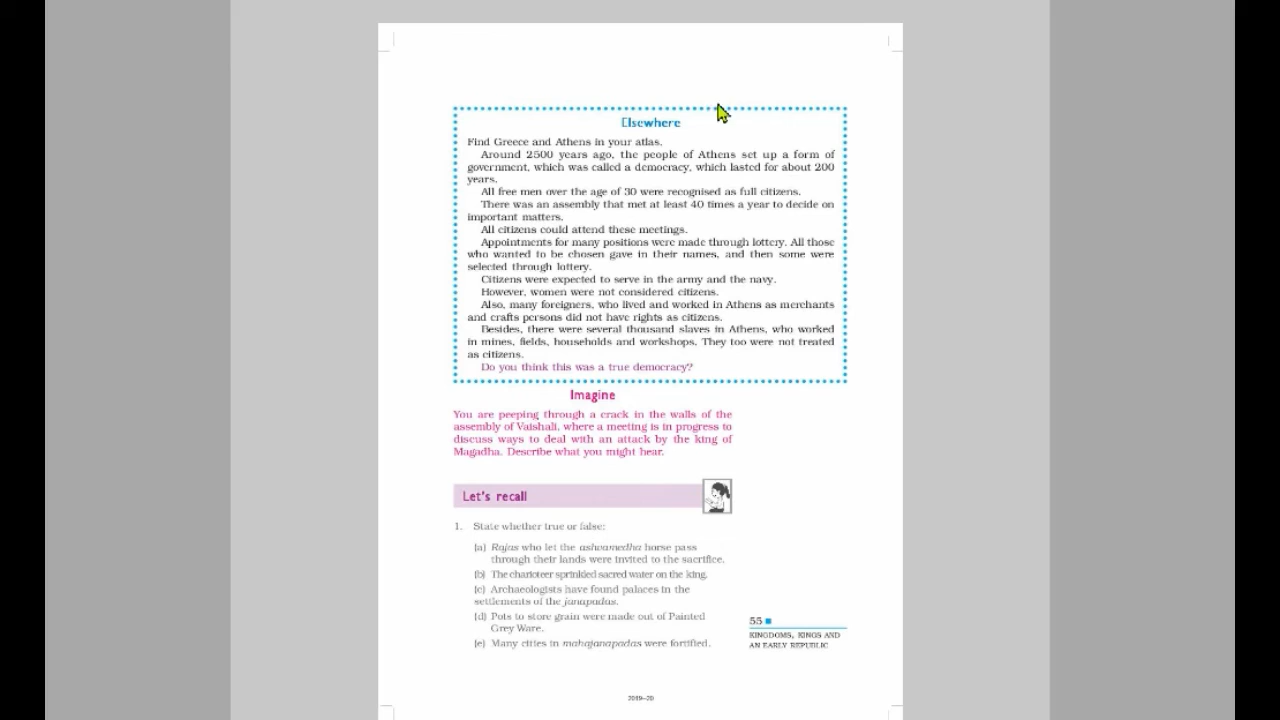 Elsewhere
Find Greece and Athens in your atlas.
Around 2500 years ago, the people of Athens set up a form of
government, which was called a democracy, which lasted for about 200
years.
All free men over the age of 30 were recognised as full citizens.
There was an assembly that met at least 40 times a year to decide on
important matters.
All citizens could attend these meetings.
Appointments for many positions were made through lottery. All those
who wanted to be chosen gave in their names, and then some were
selected through lottery.
Citizens were expected to serve in the army and the navy.
However, women were not considered citizens.
Also, many foreigners, who lived and worked in Athens as merchants
and crafts persons did not have rights as citizens.
Besides, there were several thousand slaves in Athens, who worked
in mines, fields, households and workshops. They too were not treated
as citizens.
Do you think this was a true democracy?
Imagine
You are peeping through a crack in the walls of the
assembly of Vaishali, where a meeting is in progress to
discuss ways to deal with an attack by the king of
Magadha. Describe what you might hear.
Let's recall
1. State whether true or false:
(a) Rajas who let the ashvamedha horse pass
through their lands were invited to the sacrifice.
(b) The charioteer sprinkled sacred water on the king.
(c) Archaeologists have found palaces in the
settlements of the janapadas.
(d) Pots to store grain were made out of Painted
Grey Ware.
(e) Many cities in mahajanapadas were fortified.
55
KINGDOMS, KINGS AND
AN EARLY REPUBLIC
2019–20